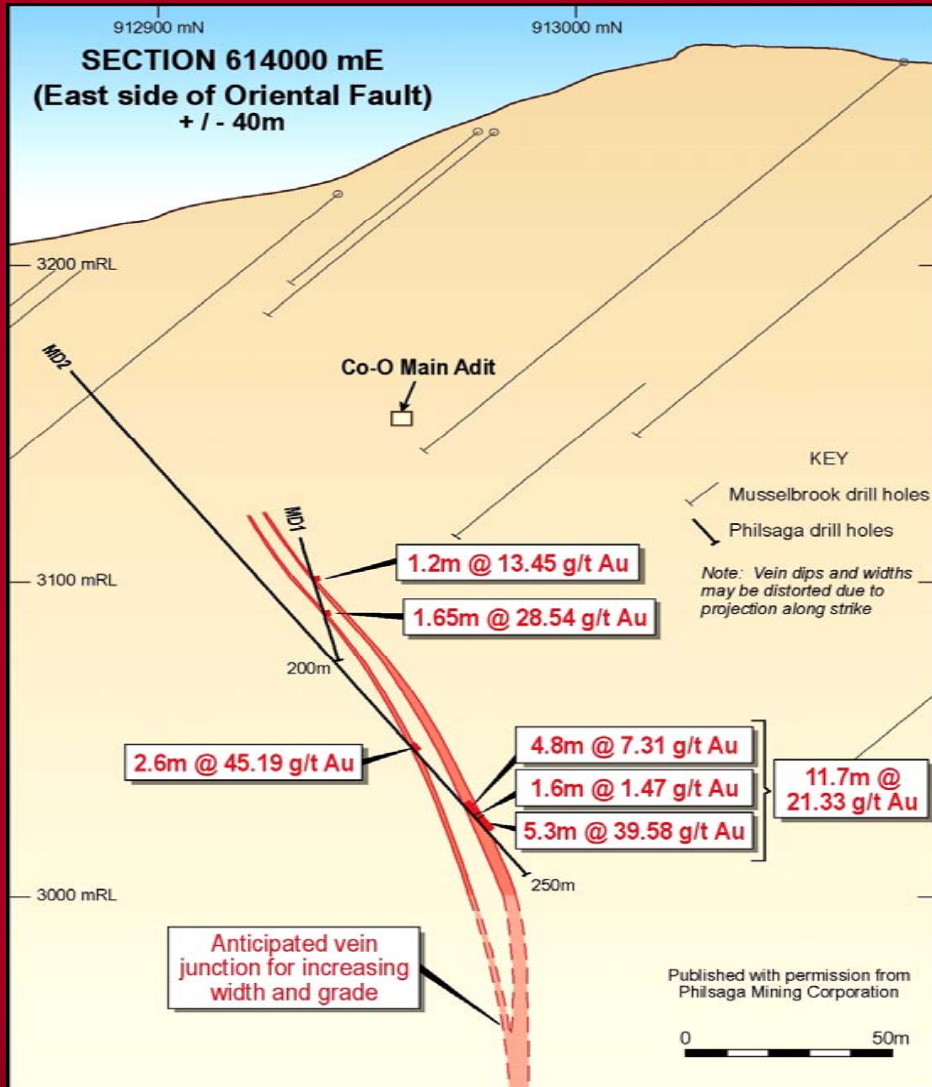 912900 mN
913000 mN
SECTION 614000 mE
(East side of Oriental Fault)
+ / - 40m
3200 mRL
MD2
Co-O Main Adit
KEY
Musselbrook drill holes
Philsaga drill holes
Note: Vein dips and widths
may be distorted due to
projection along strike
MD1
1.2m @ 13.45 g/t Au
3100 mRL
1.65m @ 28.54 g/t Au
200m
2.6m @ 45.19 g/t Au
4.8m @ 7.31 g/t Au
1.6m @ 1.47 g/t Au
5.3m @ 39.58 g/t Au
11.7m @
21.33 g/t Au
250m
3000 mRL
Anticipated vein
junction for increasing
width and grade
Published with permission from
Philsaga Mining Corporation
0
50m